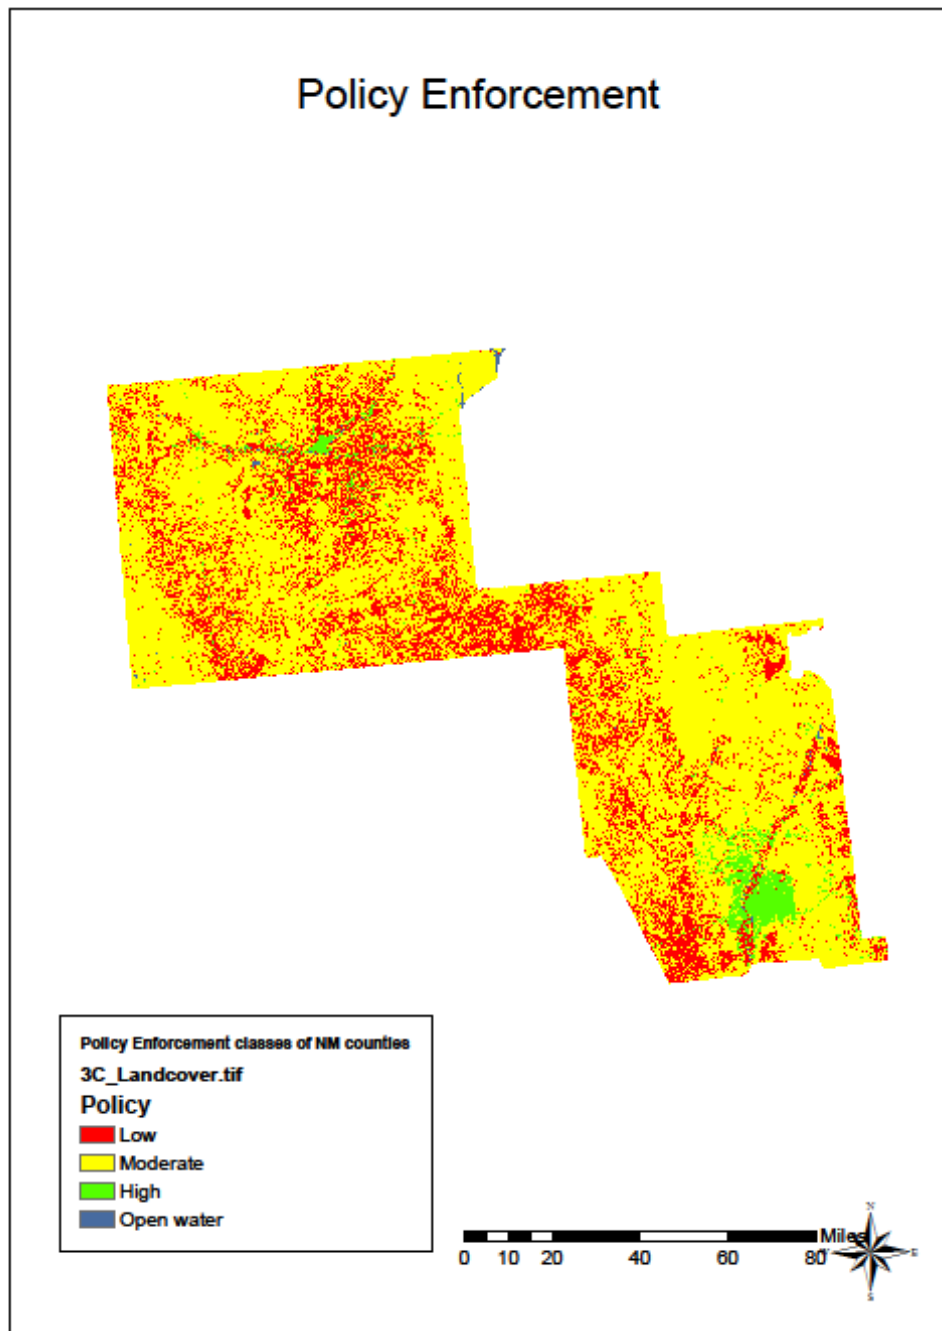 Policy Enforcement
Policy Enforcement classes of NM counties
3C_Landcover.tif
Policy
Low
Moderate
High
Open water
Miles
0 10 20 40 60 80
N
E
S